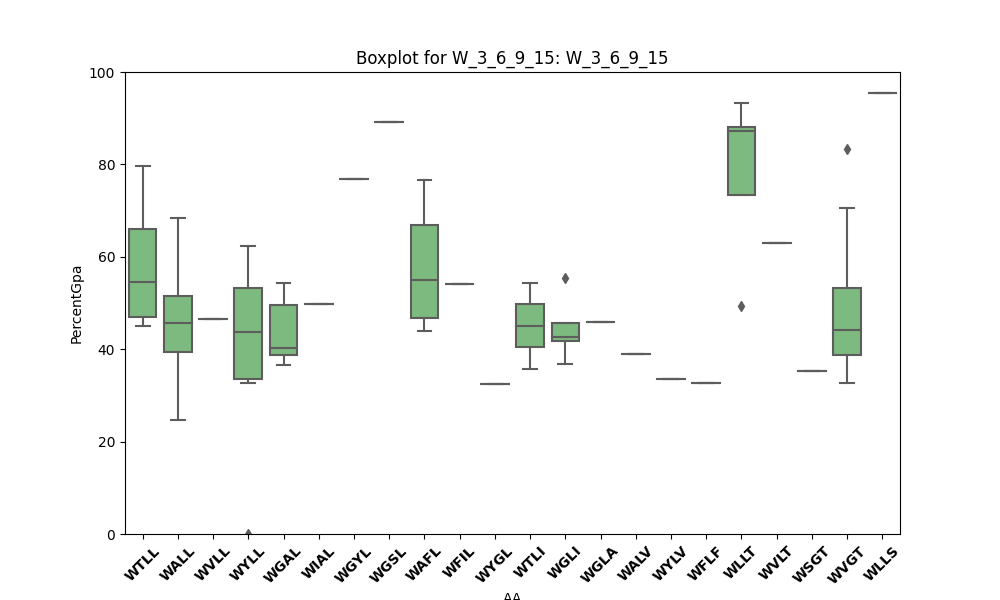 Boxplot for W_3_6_9_15: W_3_6_9_15
100
80
60
40
20
0
PercentGpa
WTLL WALL WVLL WYLL WGAL WIAL WGYL WGSL WAFL WFIL WYGL WTLI WGLI WGLA WALV WYLV WFLF WLLT WVLT WSGT WVGT WLLS
AA